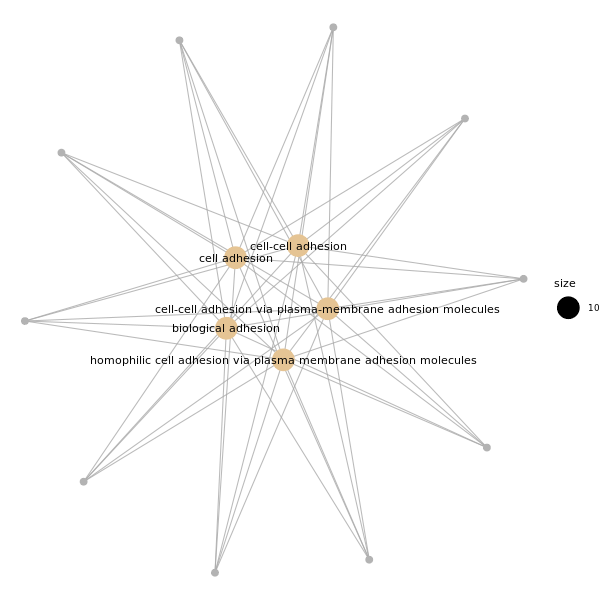 cell-cell adhesion
cell adhesion
size
10
cell-cell adhesion via plasma-membrane adhesion molecules
biological adhesion
homophilic cell adhesion via plasma membrane adhesion molecules